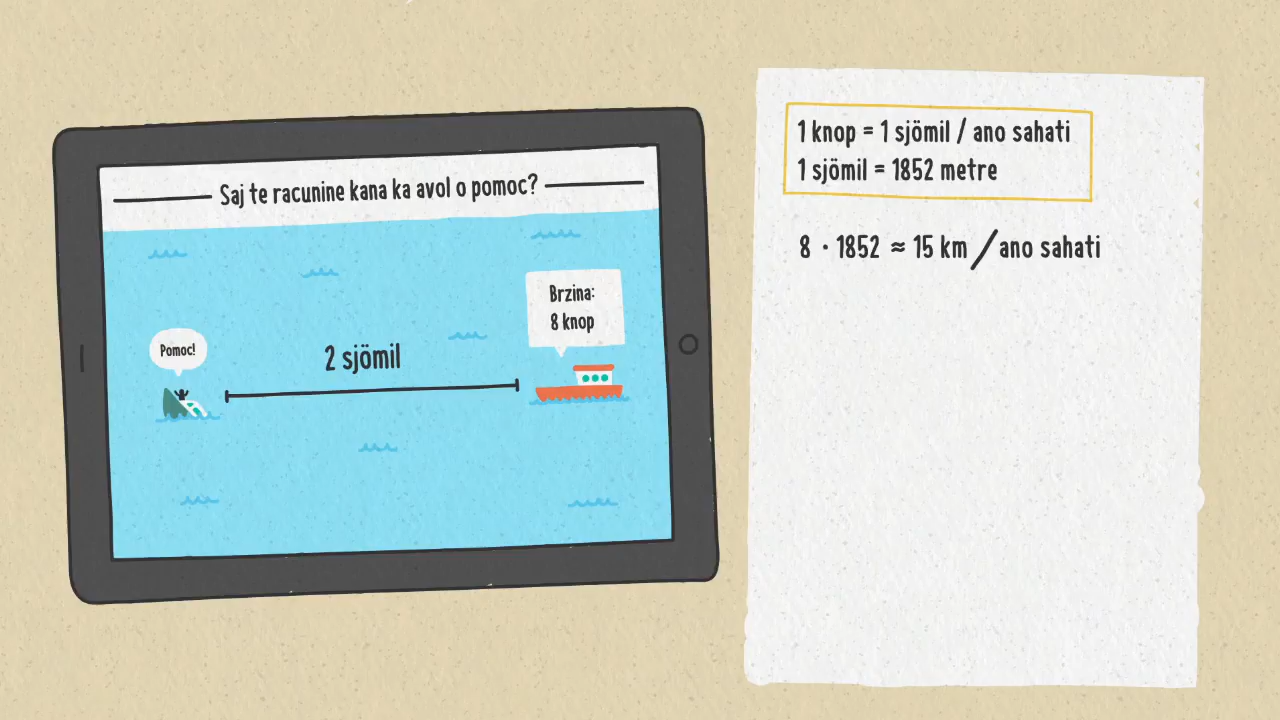 Saj te racunine kana ka avol o pomoc?
Pomoc!
2 sjömil
Brzina:
8 knop
1 knop = 1 sjömil / ano sahati
1 sjömil = 1852 metre
8 · 1852 ≈ 15 km / ano sahati